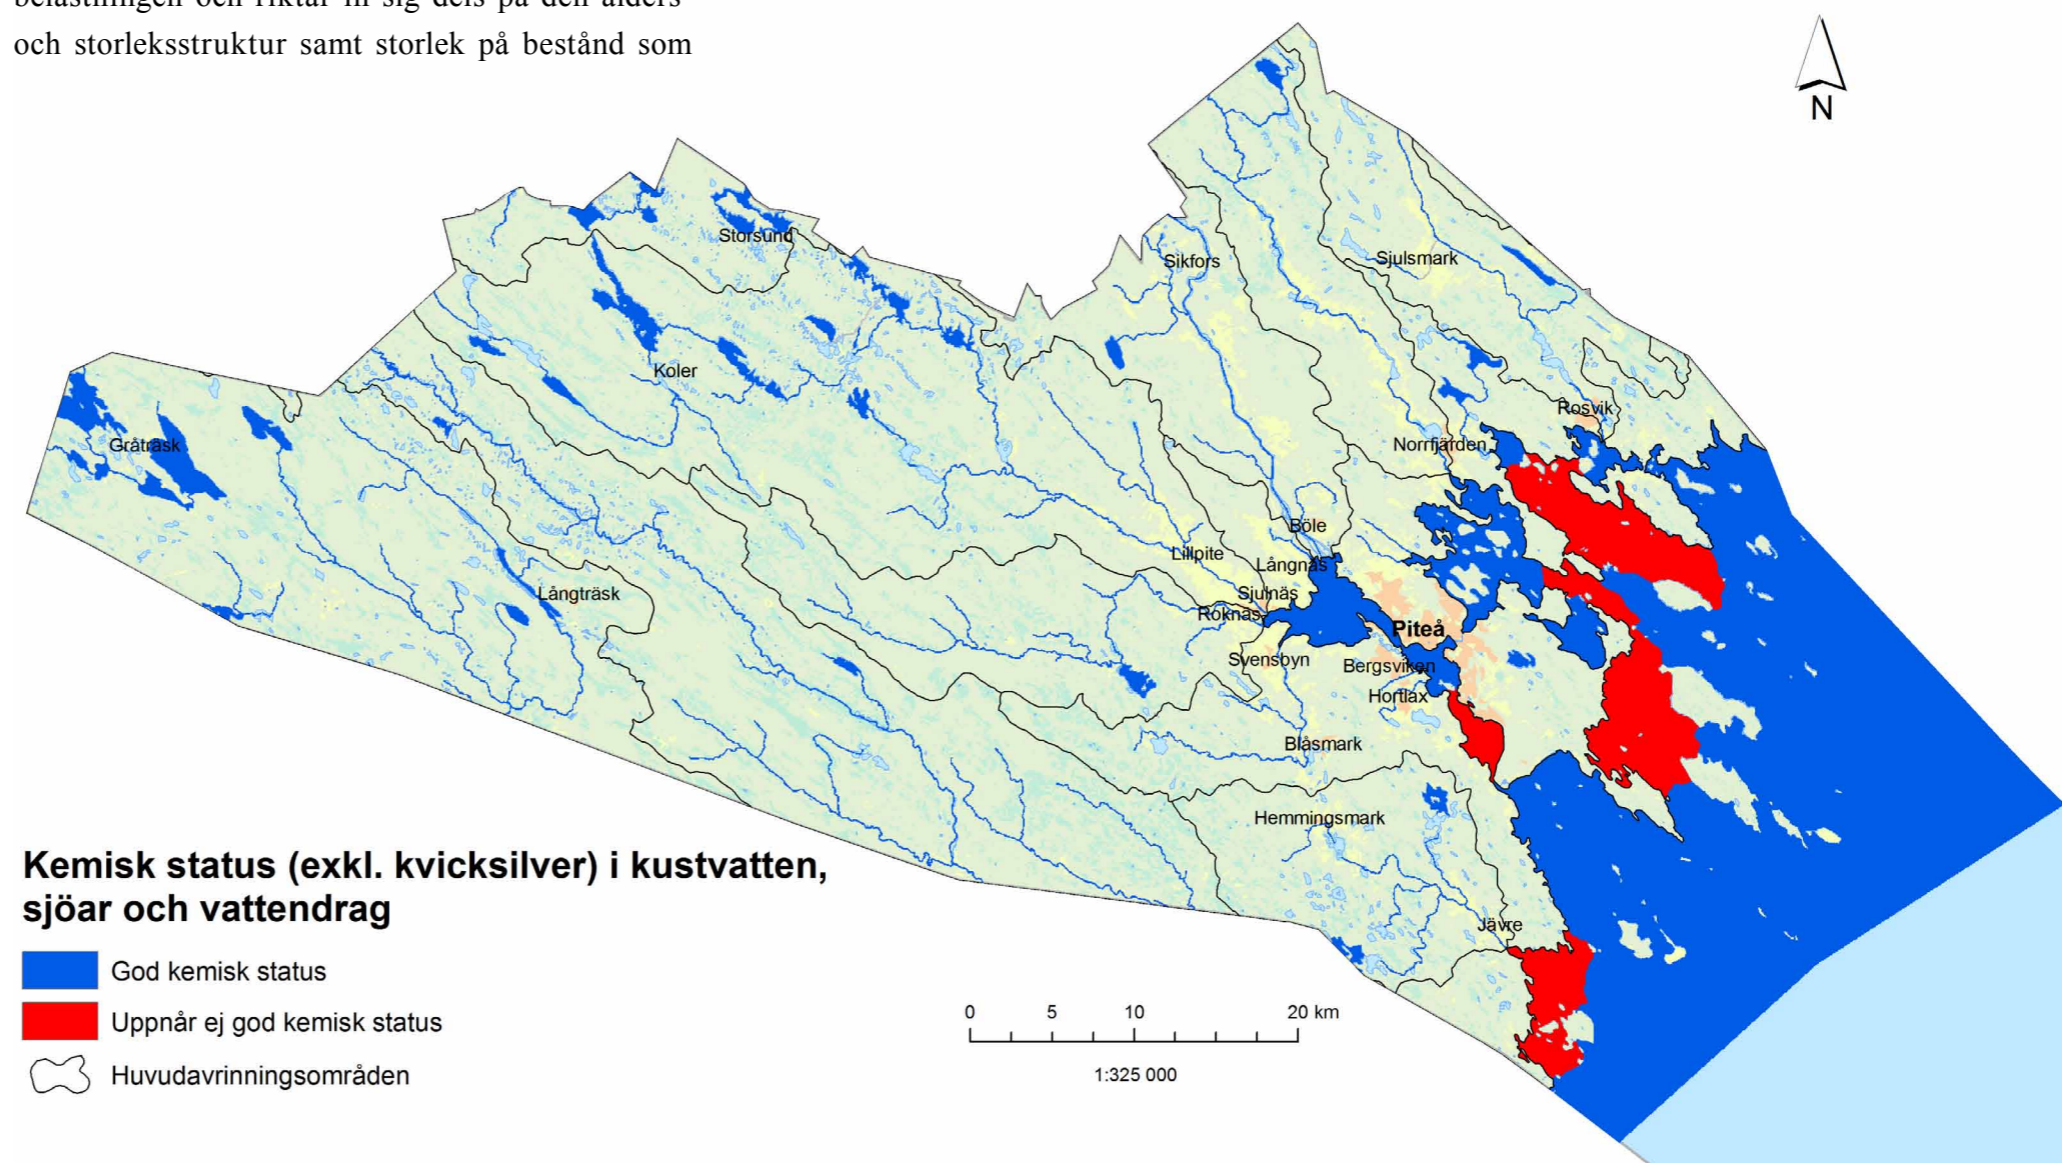 och storleksstruktur samt storlek på bestånd som
N
Storsund
Sikfors
Sjulsmark
Koler
Rosvik
Gråträsk
Norrfjärden
Böle
Lillpite
Långnäs
Långträsk
Sjulnäs
Roknäs
Piteå
Svensbyn
Bergsviken
Hortlax
Blåsmark
Hemmingsmark
Jävre
Kemisk status (exkl. kvicksilver) i kustvatten,
sjöar och vattendrag
God kemisk status
Uppnår ej god kemisk status
Huvudavrinningsområden
0 5 10 20 km
1:325 000